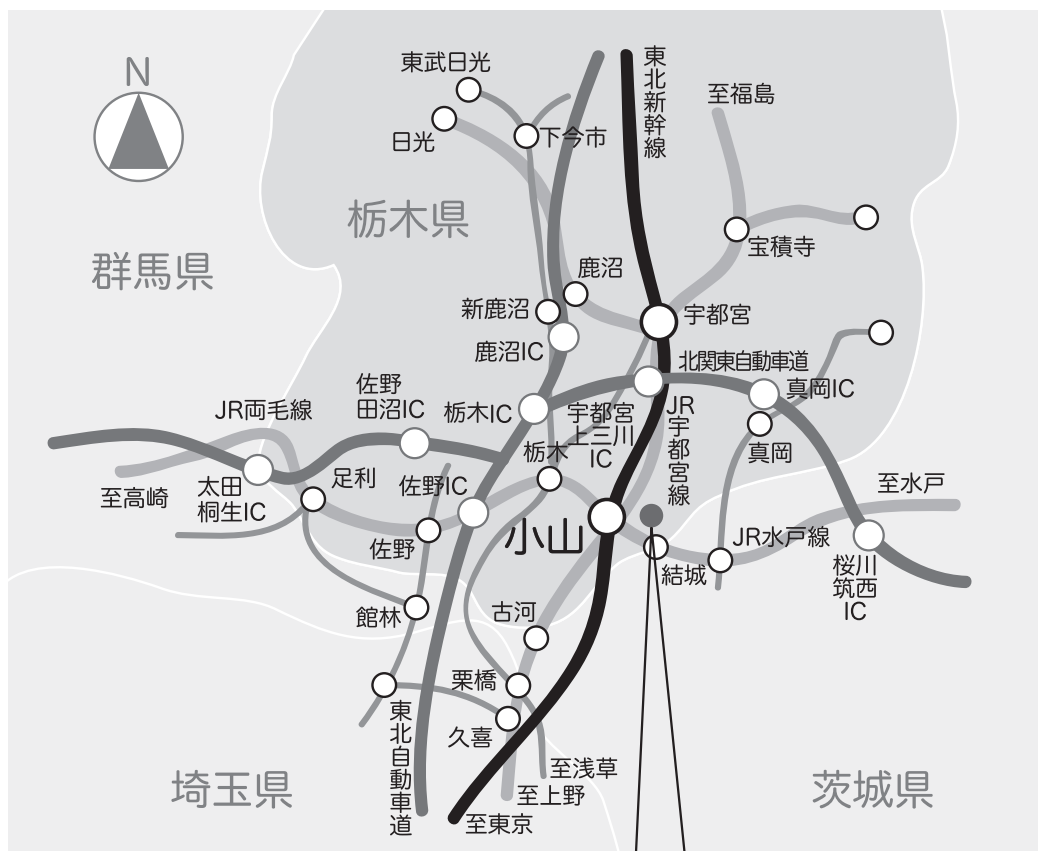 N
東武日光
東北新幹線
至福島
日光
下今市
栃木県
群馬県
宝積寺
鹿沼
新鹿沼
宇都宮
鹿沼IC
北関東自動車道
佐野
田沼IC
真岡IC
JR両毛線
栃木IC
宇都宮
上三川
IC
JR宇都宮線
真岡
栃木
足利
佐野IC
太田
桐生IC
至高崎
至水戸
小山
JR水戸線
佐野
結城
桜川
筑西
IC
館林
古河
栗橋
久喜
東北自動車道
至浅草
至上野
至東京
埼玉県
茨城県